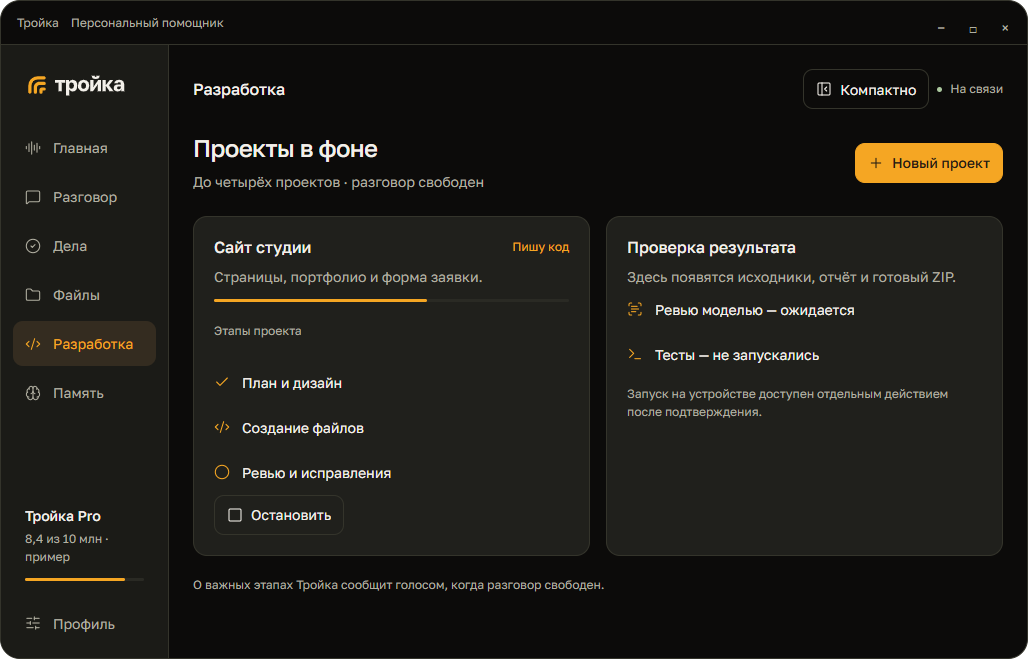 Тройка Персональный помощник
тройка
Главная
Разговор
Дела
Файлы
Разработка
Память
Тройка Pro
8,4 из 10 млн ·
пример
Профиль
Разработка
Компактно
На связи
Проекты в фоне
До четырёх проектов · разговор свободен
+ Новый проект
Сайт студии
Пишу код
Страницы, портфолио и форма заявки.
Этапы проекта
План и дизайн
Создание файлов
Ревью и исправления
Остановить
Проверка результата
Здесь появятся исходники, отчёт и готовый ZIP.
Ревью моделью — ожидается
Тесты — не запускались
Запуск на устройстве доступен отдельным действием
после подтверждения.
О важных этапах Тройка сообщит голосом, когда разговор свободен.